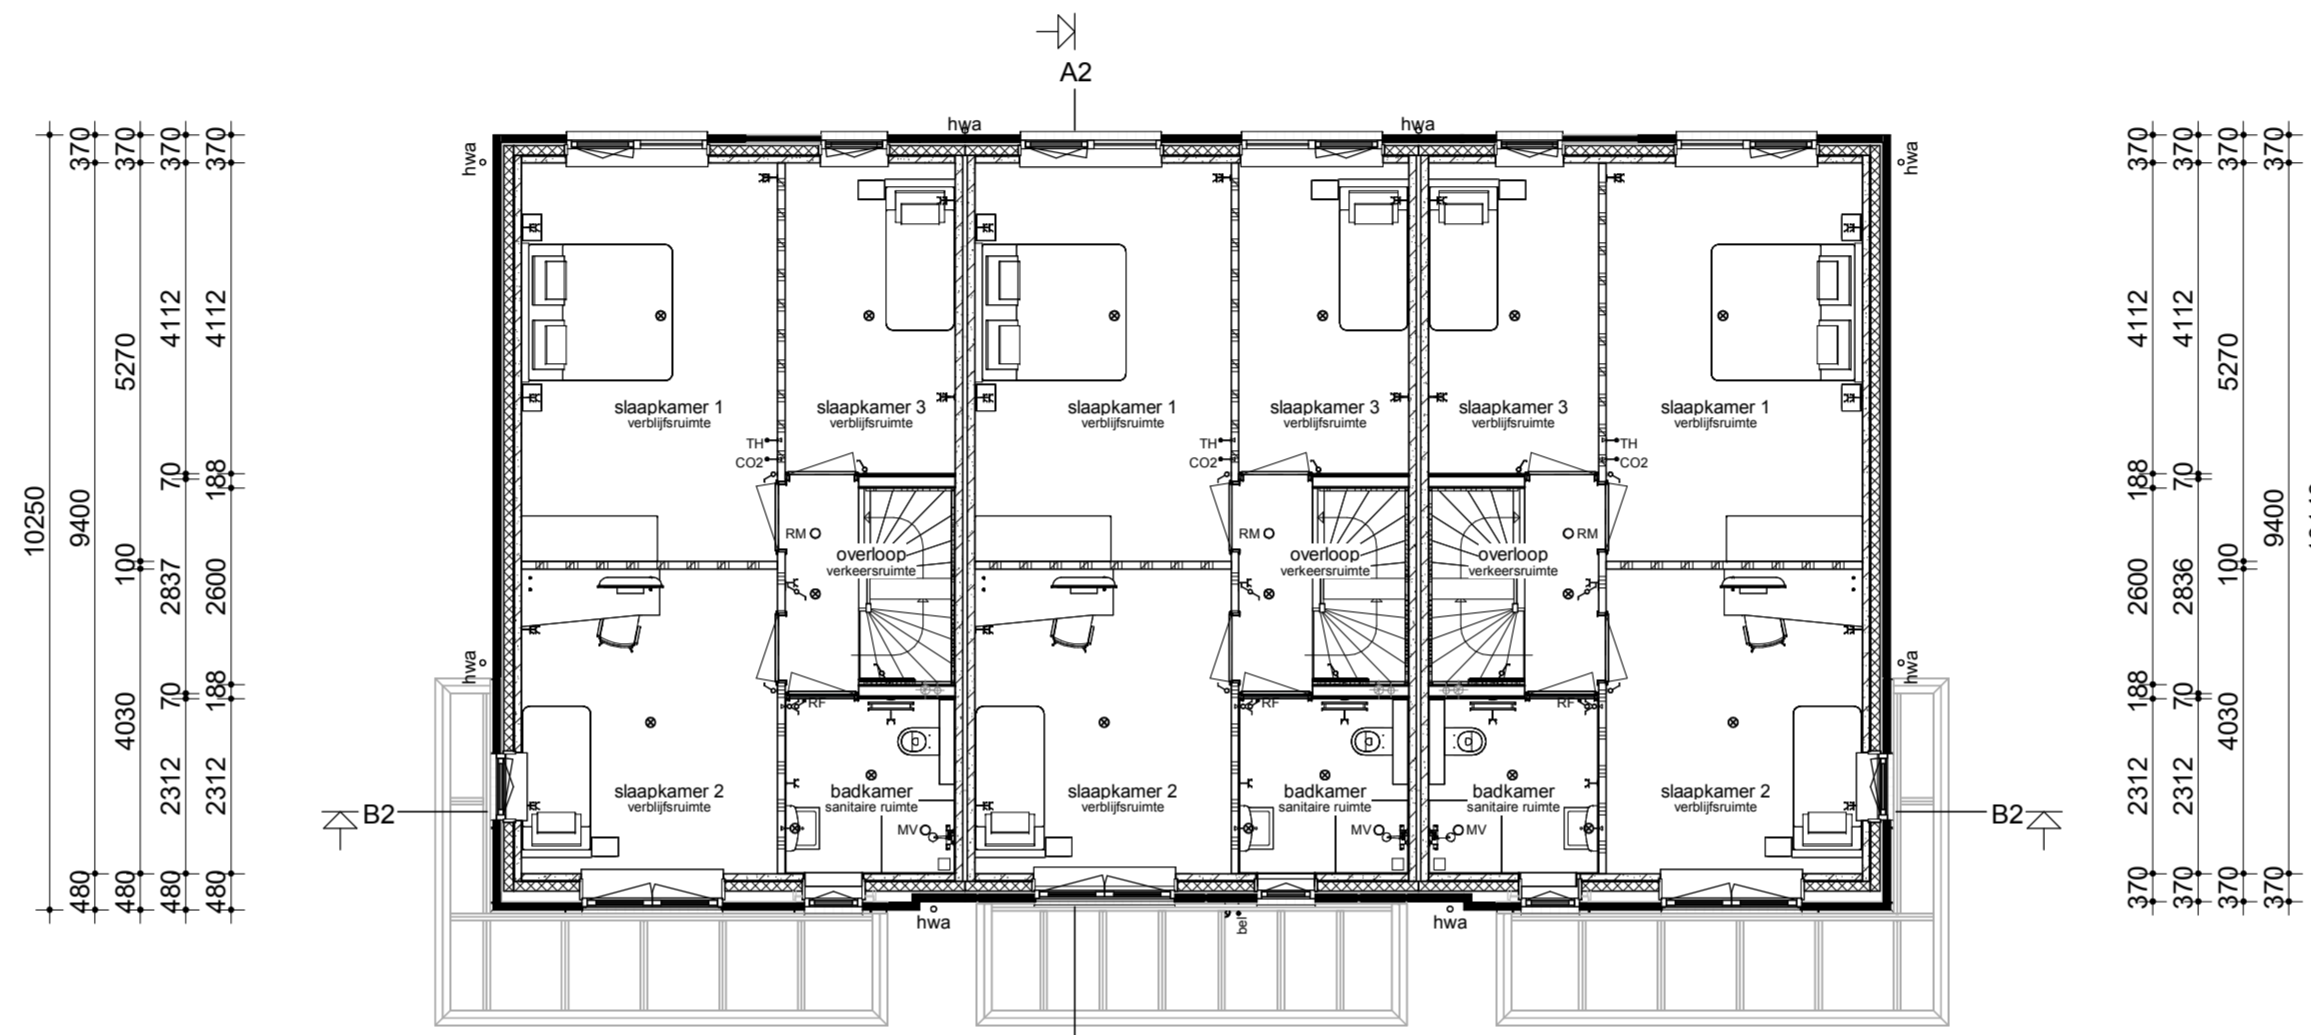 A2
hwa
hwa
hwa
hwa
370
370
370
370
370
370
370
370
370
4112
4112
5270
70
188
10250
9400
100
2837
2600
70
188
4030
2312
2312
480
480
480
480
slaapkamer 1
verblijfsruimte
slaapkamer 3
verblijfsruimte
slaapkamer 1
verblijfsruimte
slaapkamer 3
verblijfsruimte
slaapkamer 3
verblijfsruimte
slaapkamer 1
verblijfsruimte
TH
CO2
TH
CO2
TH
CO2
RM
RM
RM
overloop
verkeersruimte
overloop
verkeersruimte
overloop
verkeersruimte
hwa
hwa
RF
RF
RF
slaapkamer 2
verblijfsruimte
badkamer
sanitaire ruimte
slaapkamer 2
verblijfsruimte
badkamer
sanitaire ruimte
badkamer
sanitaire ruimte
slaapkamer 2
verblijfsruimte
MV
MV
MV
B2
B2
hwa
bel
hwa
4112
4112
5270
188
70
9400
2600
2836
100
188
70
4030
2312
2312
370
370
370
370